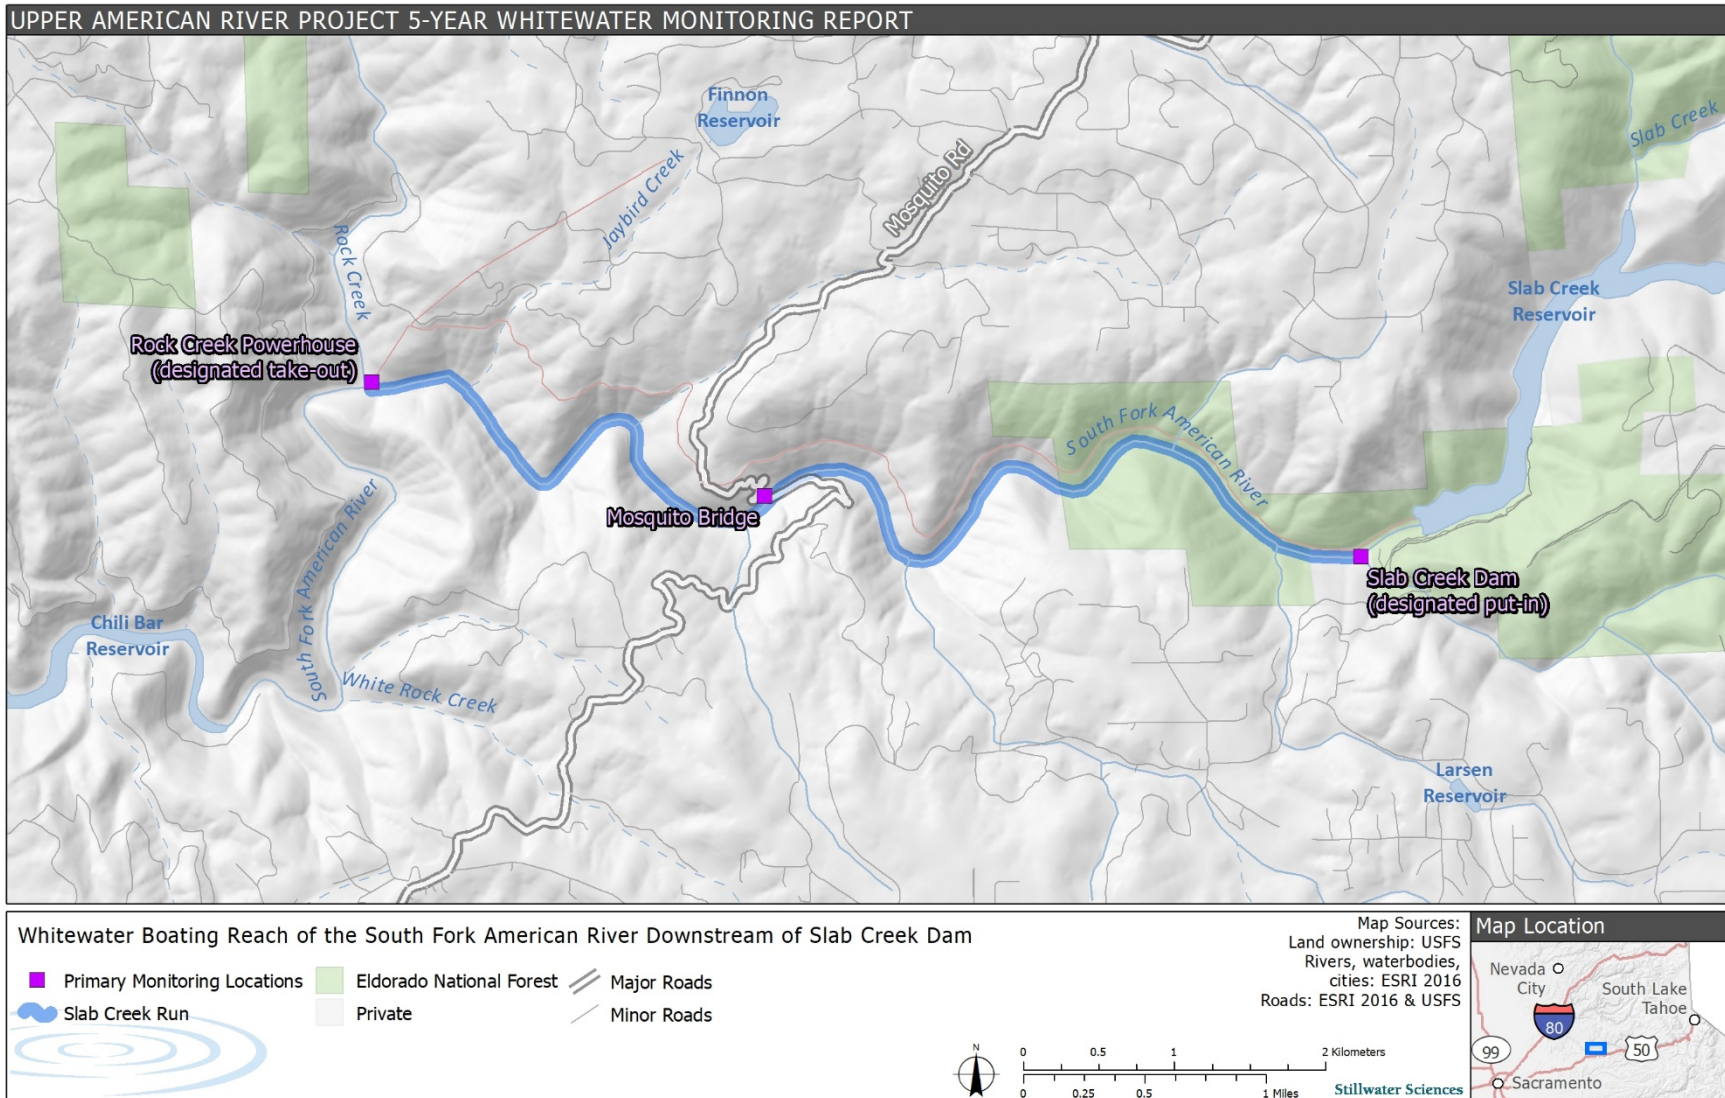 UPPER AMERICAN RIVER PROJECT 5-YEAR WHITEWATER MONITORING REPORT
Finnon
Reservoir
Slab Creek
Mosquito Rd
Jaybird Creek
Rock Creek
Slab Creek
Reservoir
Rock Creek Powerhouse
(designated take-out)
South Fork American River
Mosquito Bridge
Slab Creek Dam
(designated put-in)
South Fork American River
Chili Bar
Reservoir
White Rock Creek
Larsen
Reservoir
Whitewater Boating Reach of the South Fork American River Downstream of Slab Creek Dam
Primary Monitoring Locations
Slab Creek Run
Eldorado National Forest
Private
Major Roads
Minor Roads
Map Sources:
Land ownership: USFS
Rivers, waterbodies,
cities: ESRI 2016
Roads: ESRI 2016 & USFS
N
0 0.5 1 2 Kilometers
0 0.25 0.5 1 Miles
Stillwater Sciences
Map Location
Nevada
City
South Lake
Tahoe
80
99
50
Sacramento